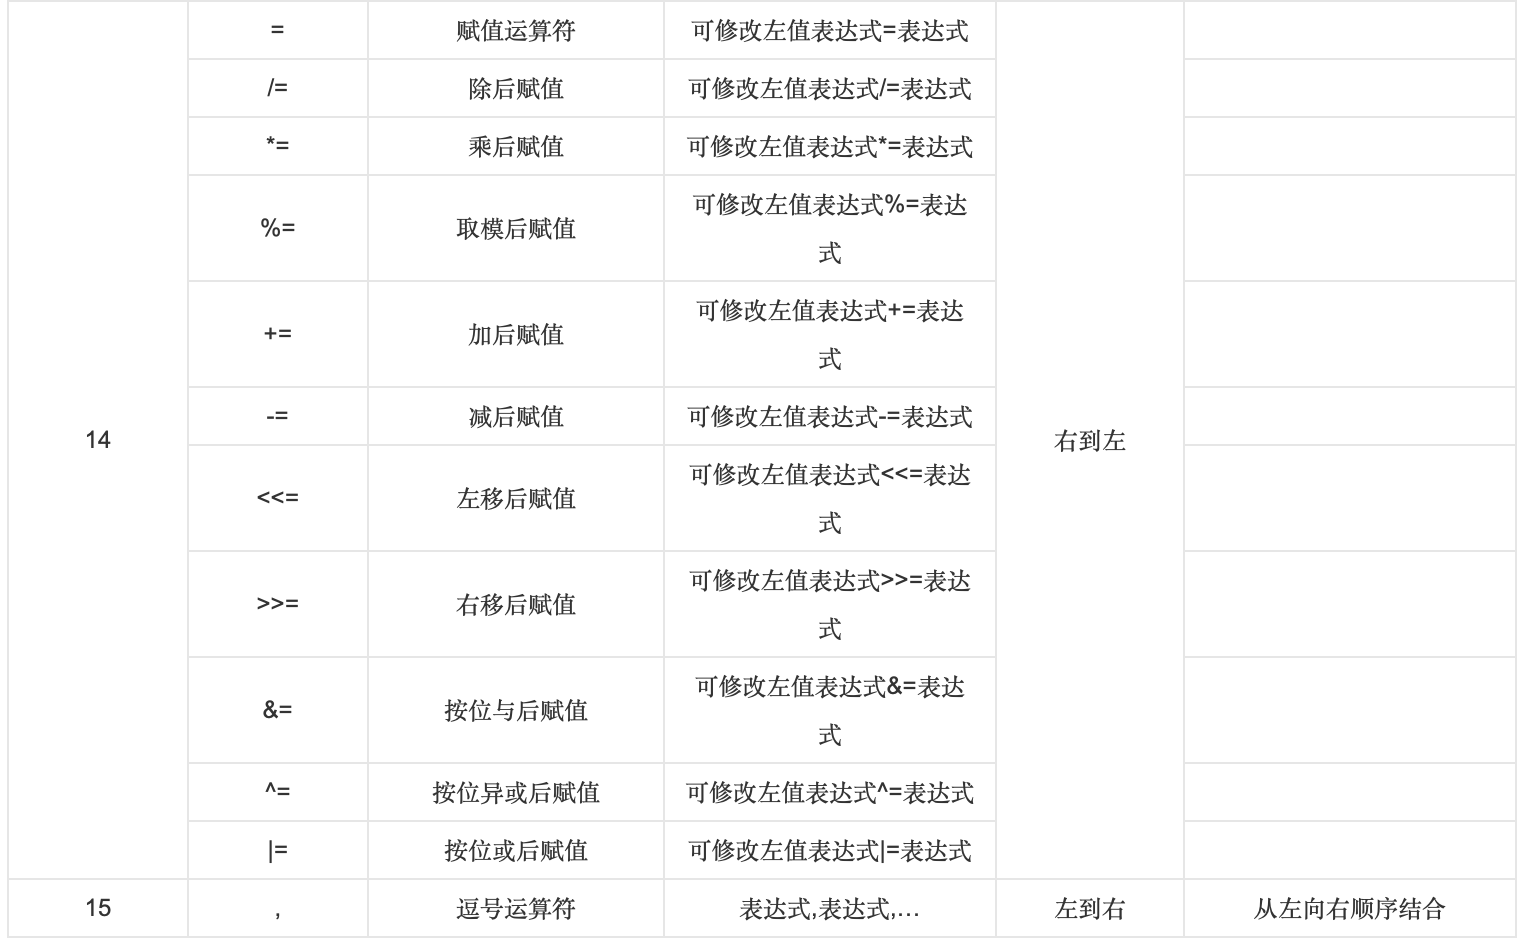 =
赋值运算符
可修改左值表达式=表达式
/=
除后赋值
可修改左值表达式/=表达式
*=
乘后赋值
可修改左值表达式*=表达式
%=
取模后赋值
可修改左值表达式%=表达
式
+=
加后赋值
可修改左值表达式+=表达
式
14
-=
减后赋值
可修改左值表达式-=表达式
右到左
<<=
左移后赋值
可修改左值表达式<<=表达
式
>>=
右移后赋值
可修改左值表达式>>=表达
式
&=
按位与后赋值
可修改左值表达式&=表达
式
^=
按位异或后赋值
可修改左值表达式^=表达式
|=
按位或后赋值
可修改左值表达式|=表达式
15
,
逗号运算符
表达式,表达式,…
左到右
从左向右顺序结合